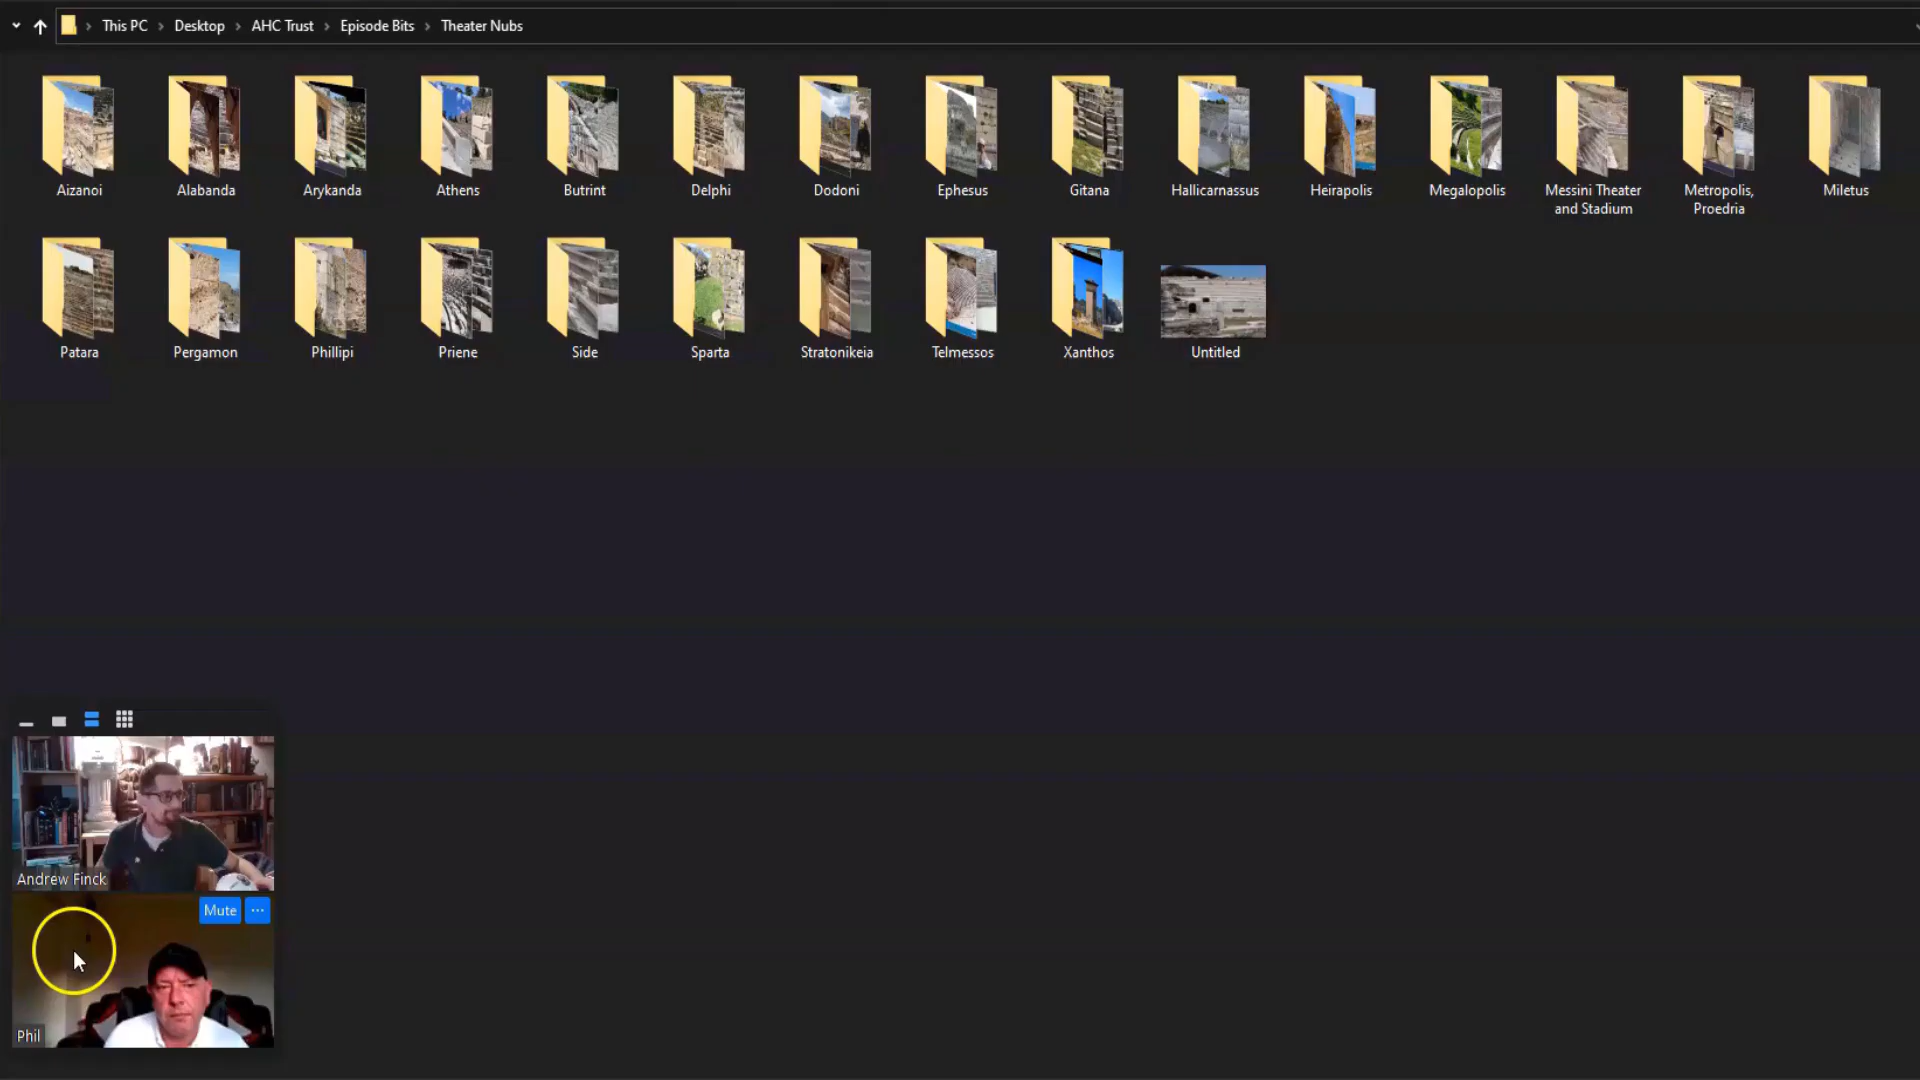 This PC Desktop AHC Trust Episode Bits Theater Nubs
Aizanoi Alabanda Arykanda Athens Butrint Delphi Dodoni Ephesus Gitana Hallicarnassus Heirapolis Megalopolis Messini Theater and Stadium Metropolis, Proedria Miletus
Patara Pergamon Phillipi Priene Side Sparta Stratonikeia Telmessos Xanthos Untitled
Andrew Finck
Mute
Phil